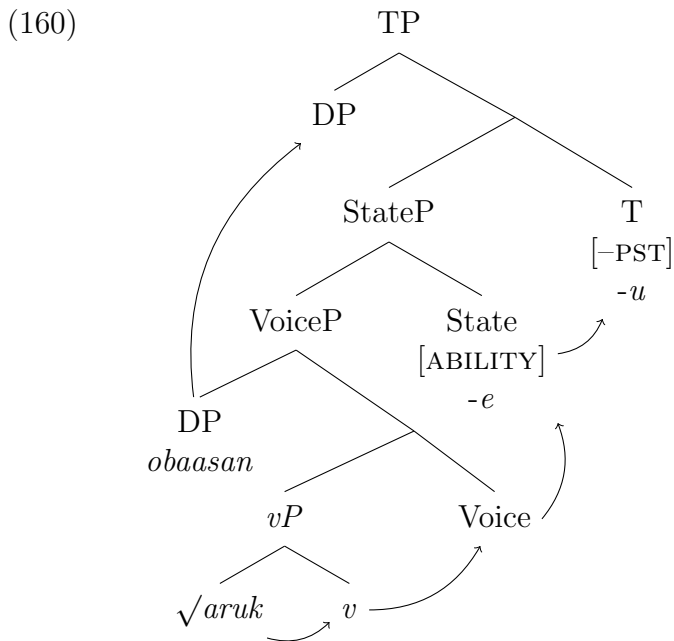 (160) TP
DP
StateP T
[–PST]
-u
VoiceP State
[ABILITY]
-e
DP
obaasan
vP Voice
√aruk v